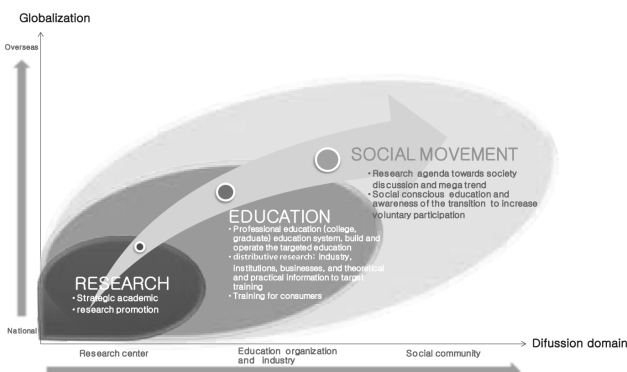 Globalization
Overseas
SOCIAL MOVEMENT
• Research agenda towards society
discussion and mega trend
• Social conscious education and
awareness of the transition to increase
voluntary participation
EDUCATION
• Professional education (college,
graduate) education system, build and
operate the targeted education
• distributive research: industry,
institutions, businesses, and theoretical
and practical information to target
training
• Training for consumers
RESEARCH
• Strategic academic
• research promotion
National
Difussion domain
Research center
Education organization
and industry
Social community